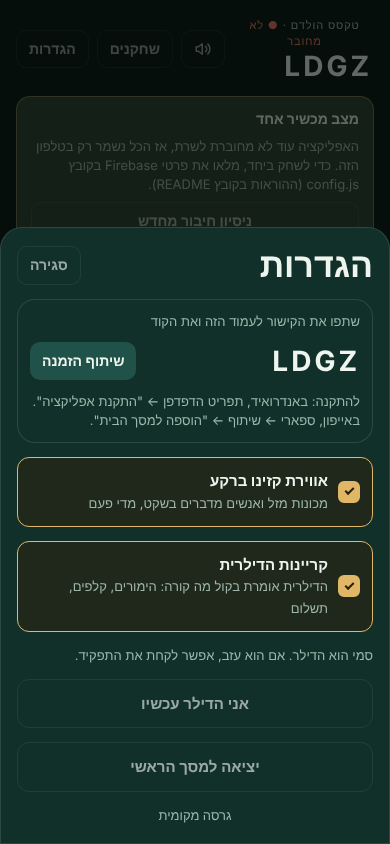 טקסס הולדם · ● לא
מחובר
LDGZ
שחקנים
הגדרות
מצב מכשיר אחד
האפליקציה עוד לא מחוברת לשרת, אז הכל נשמר רק בטלפון
הזה. כדי לשחק ביחד, מלאו את פרטי Firebase בקובץ
config.js (ההוראות בקובץ README).
ניסיון חיבור מחדש
הגדרות
סגירה
שתפו את הקישור לעמוד הזה ואת הקוד
LDGZ
שיתוף הזמנה
להתקנה: באנדרואיד, תפריט הדפדפן ← "התקנת אפליקציה".
באייפון, ספארי ← שיתוף ← "הוספה למסך הבית".
אווירת קזינו ברקע
מכונות מזל ואנשים מדברים בשקט, מדי פעם
קריינות הדילרית
הדילרית אומרת בקול מה קורה: הימורים, קלפים,
תשלום
סמי הוא הדילר. אם הוא עזב, אפשר לקחת את התפקיד.
אני הדילר עכשיו
יציאה למסך הראשי
גרסה מקומית